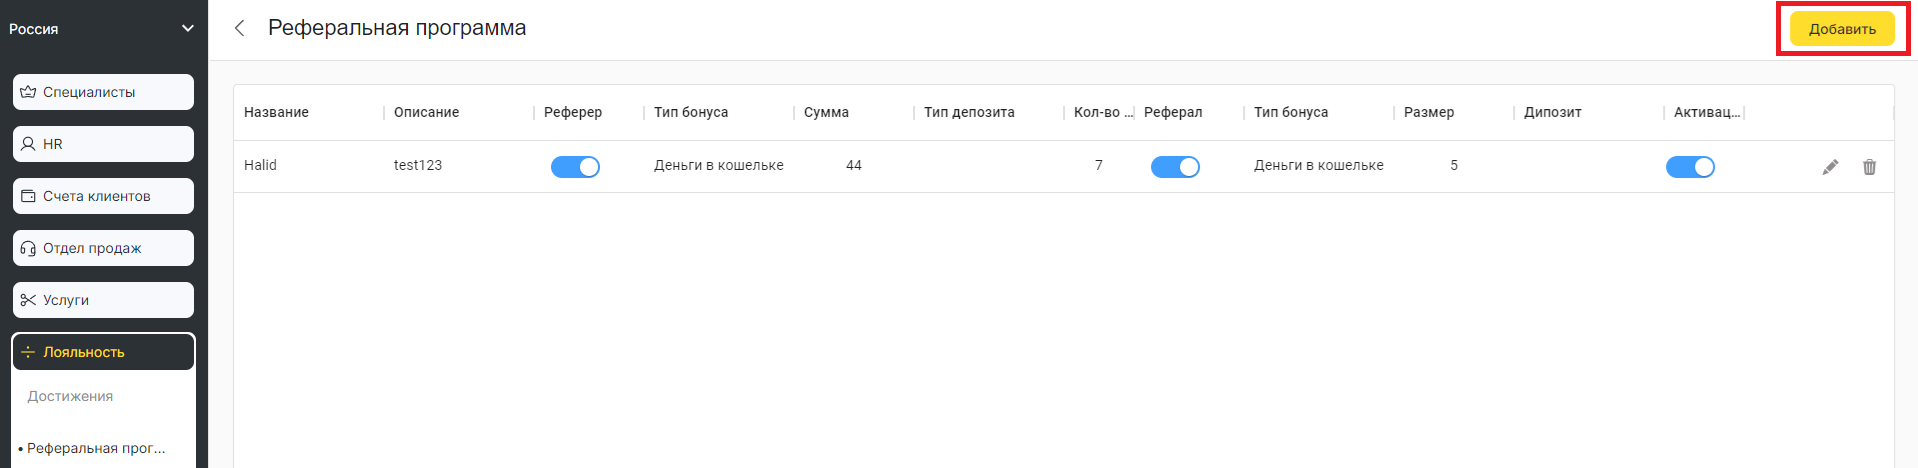 Россия
Реферальная программа
Добавить
Специалисты
HR
Счета клиентов
Отдел продаж
Услуги
Лояльность
Достижения
• Реферальная прог...
Название Описание Реферер Тип бонуса Сумма Тип депозита Кол-во ... Реферал Тип бонуса Размер Дипозит Активац...
Halid test123 Деньги в кошельке 44 7 Деньги в кошельке 5